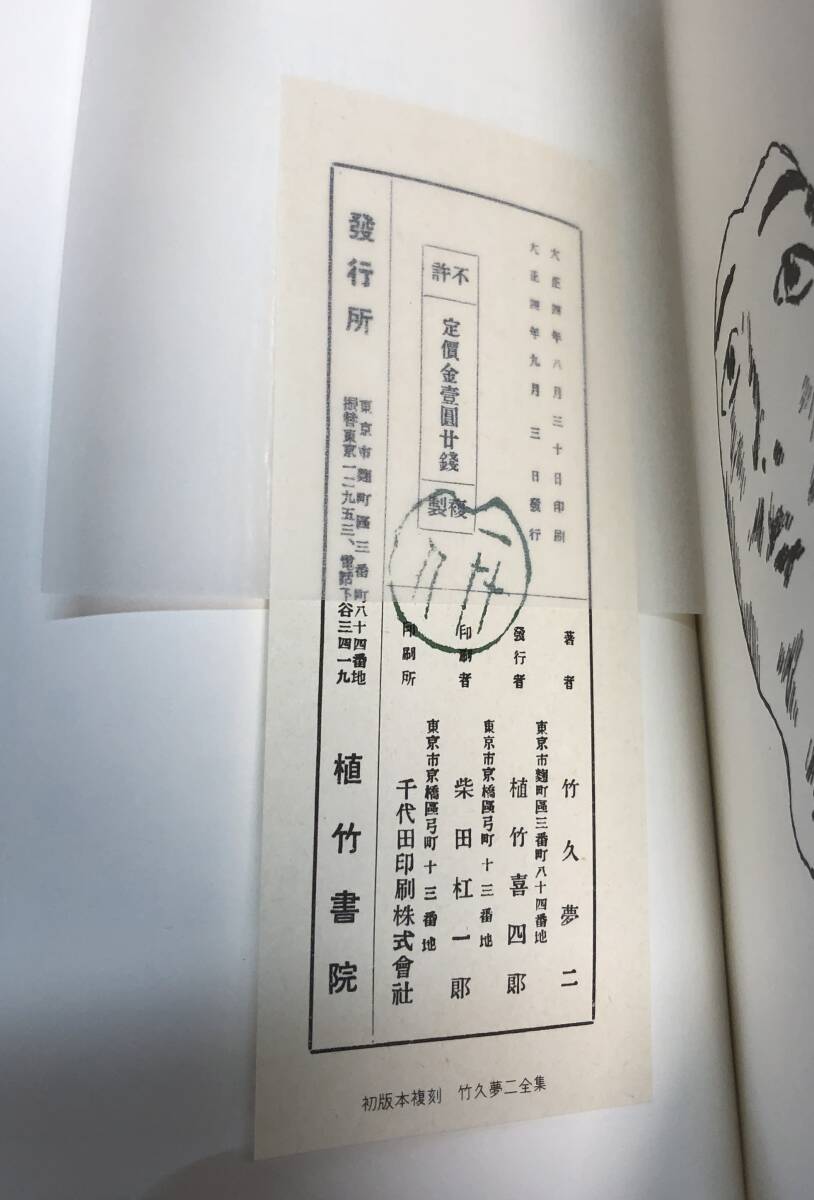 大正四年八月三十日印刷
大正四年九月三日發行
不許
定價金壹圓廿錢
複製
著者 竹久夢二
東京市麴町區三番町八十四番地
發行者 植竹喜四郎
東京市京橋區弓町十三番地
印刷者 柴田杠一郎
東京市京橋區弓町十三番地
印刷所 千代田印刷株式會社
發行所
東京市麴町區三番町八十四番地
振替東京一二九五三、電話下谷三四一九
植竹書院
初版本複刻 竹久夢二全集